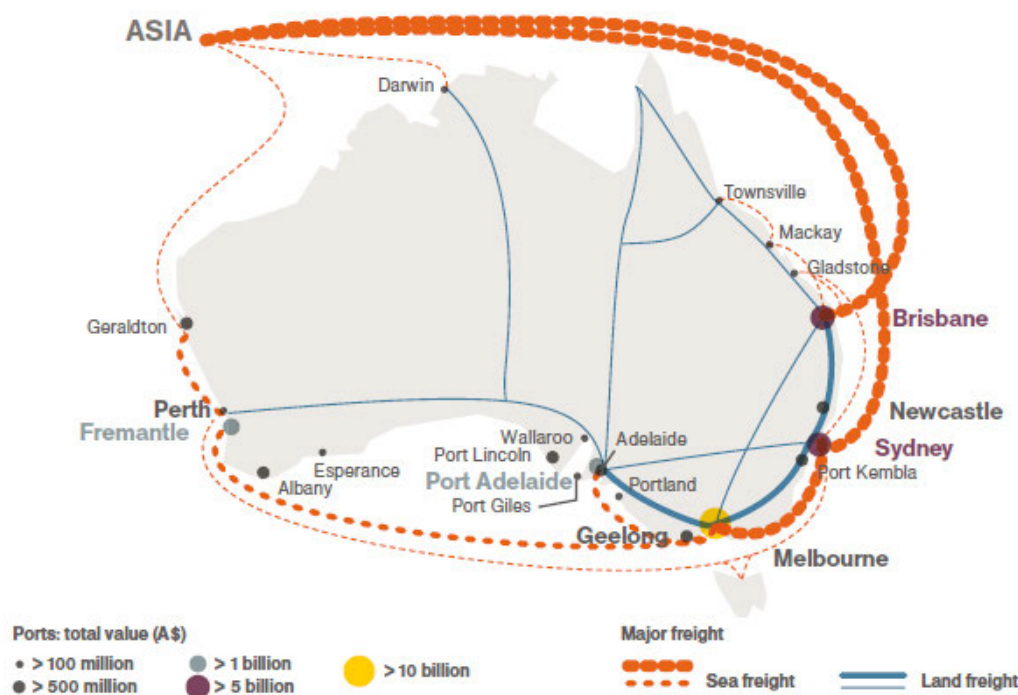 ASIA
Darwin
Townsville
Mackay
Gladstone
Geraldton
Brisbane
Perth
Newcastle
Fremantle
Wallaroo
Adelaide
Sydney
Port Lincoln
Esperance
Port Kembla
Albany
Port Adelaide
Portland
Port Giles
Geelong
Melbourne
Ports: total value (A$)
> 100 million
> 1 billion
> 10 billion
> 500 million
> 5 billion
Major freight
Sea freight
Land freight